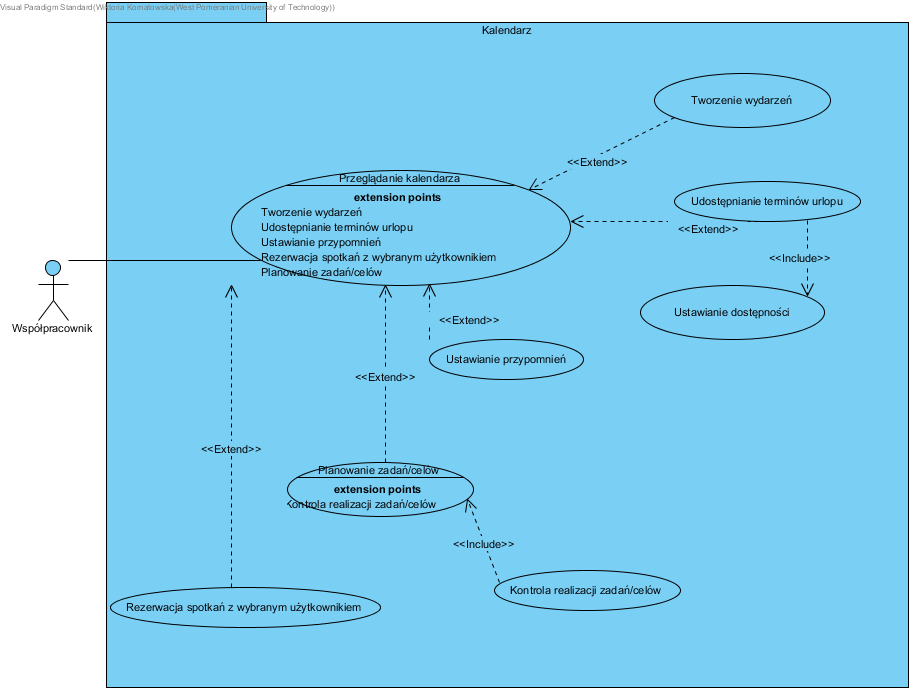 Visual Paradigm Standard(Wiktoria Kornatowska(West Pomeranian University of Technology))
Kalendarz
Tworzenie wydarzeń
<<Extend>>
Przeglądanie kalendarza
extension points
Tworzenie wydarzeń
Udostępnianie terminów urlopu
Ustawianie przypomnień
Rezerwacja spotkań z wybranym użytkownikiem
Planowanie zadań/celów
Udostępnianie terminów urlopu
<<Extend>>
<<Include>>
Ustawianie dostępności
Współpracownik
<<Extend>>
Ustawianie przypomnień
<<Extend>>
<<Extend>>
Planowanie zadań/celów
extension points
Kontrola realizacji zadań/celów
<<Include>>
Kontrola realizacji zadań/celów
Rezerwacja spotkań z wybranym użytkownikiem